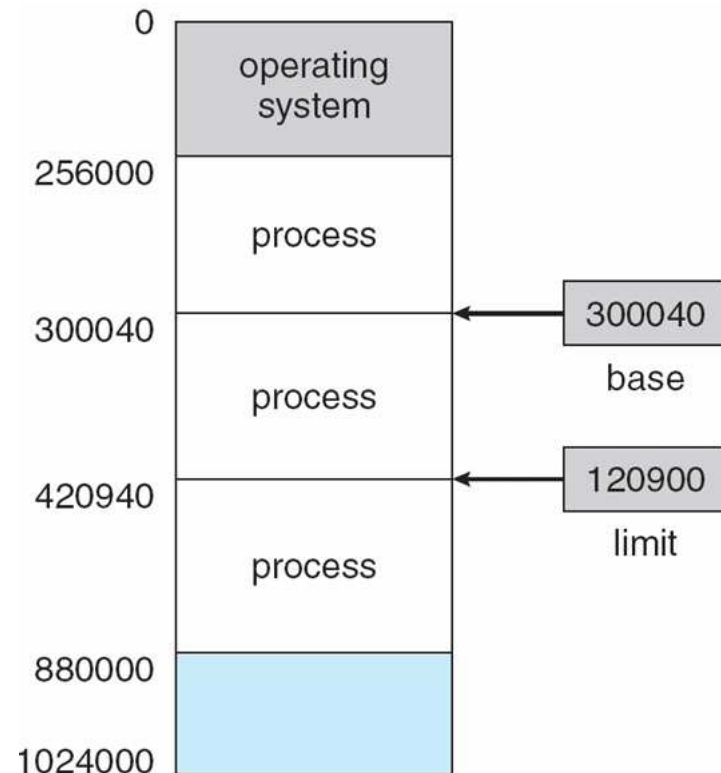 0
operating
system
256000
process
300040
300040
base
process
420940
120900
limit
process
880000
1024000